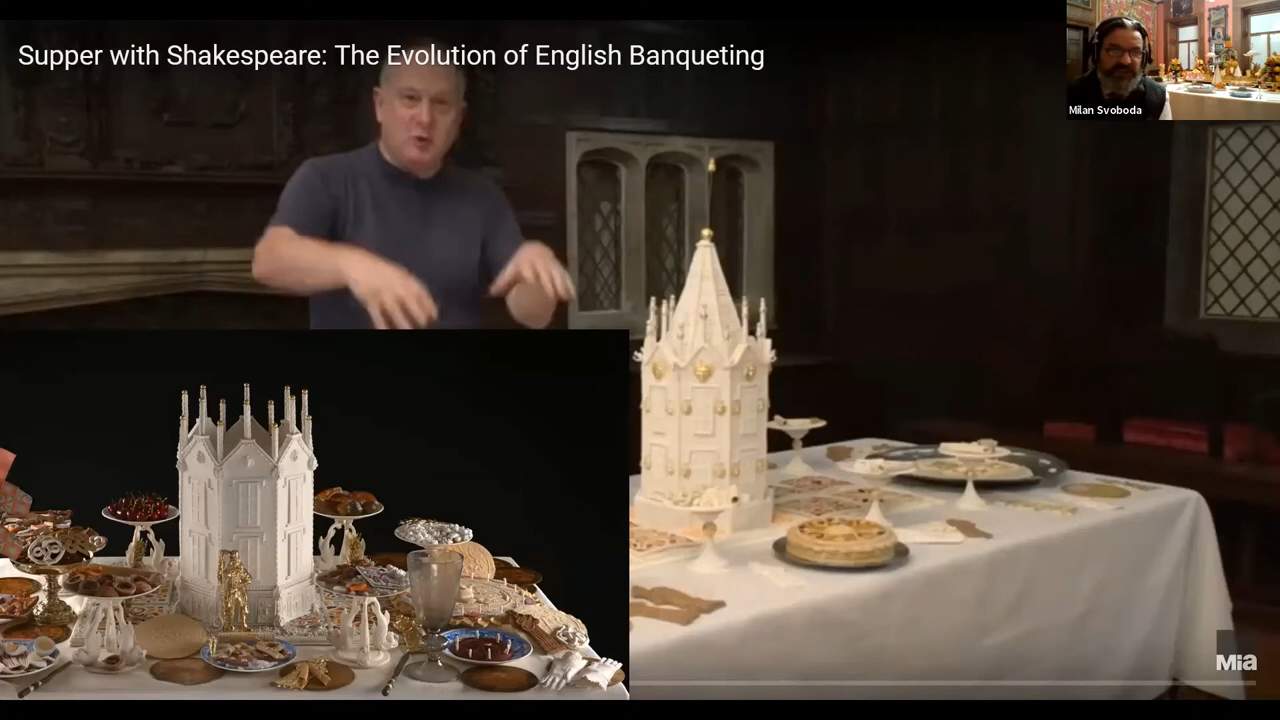 Supper with Shakespeare: The Evolution of English Banqueting
Milan Svoboda
Mia